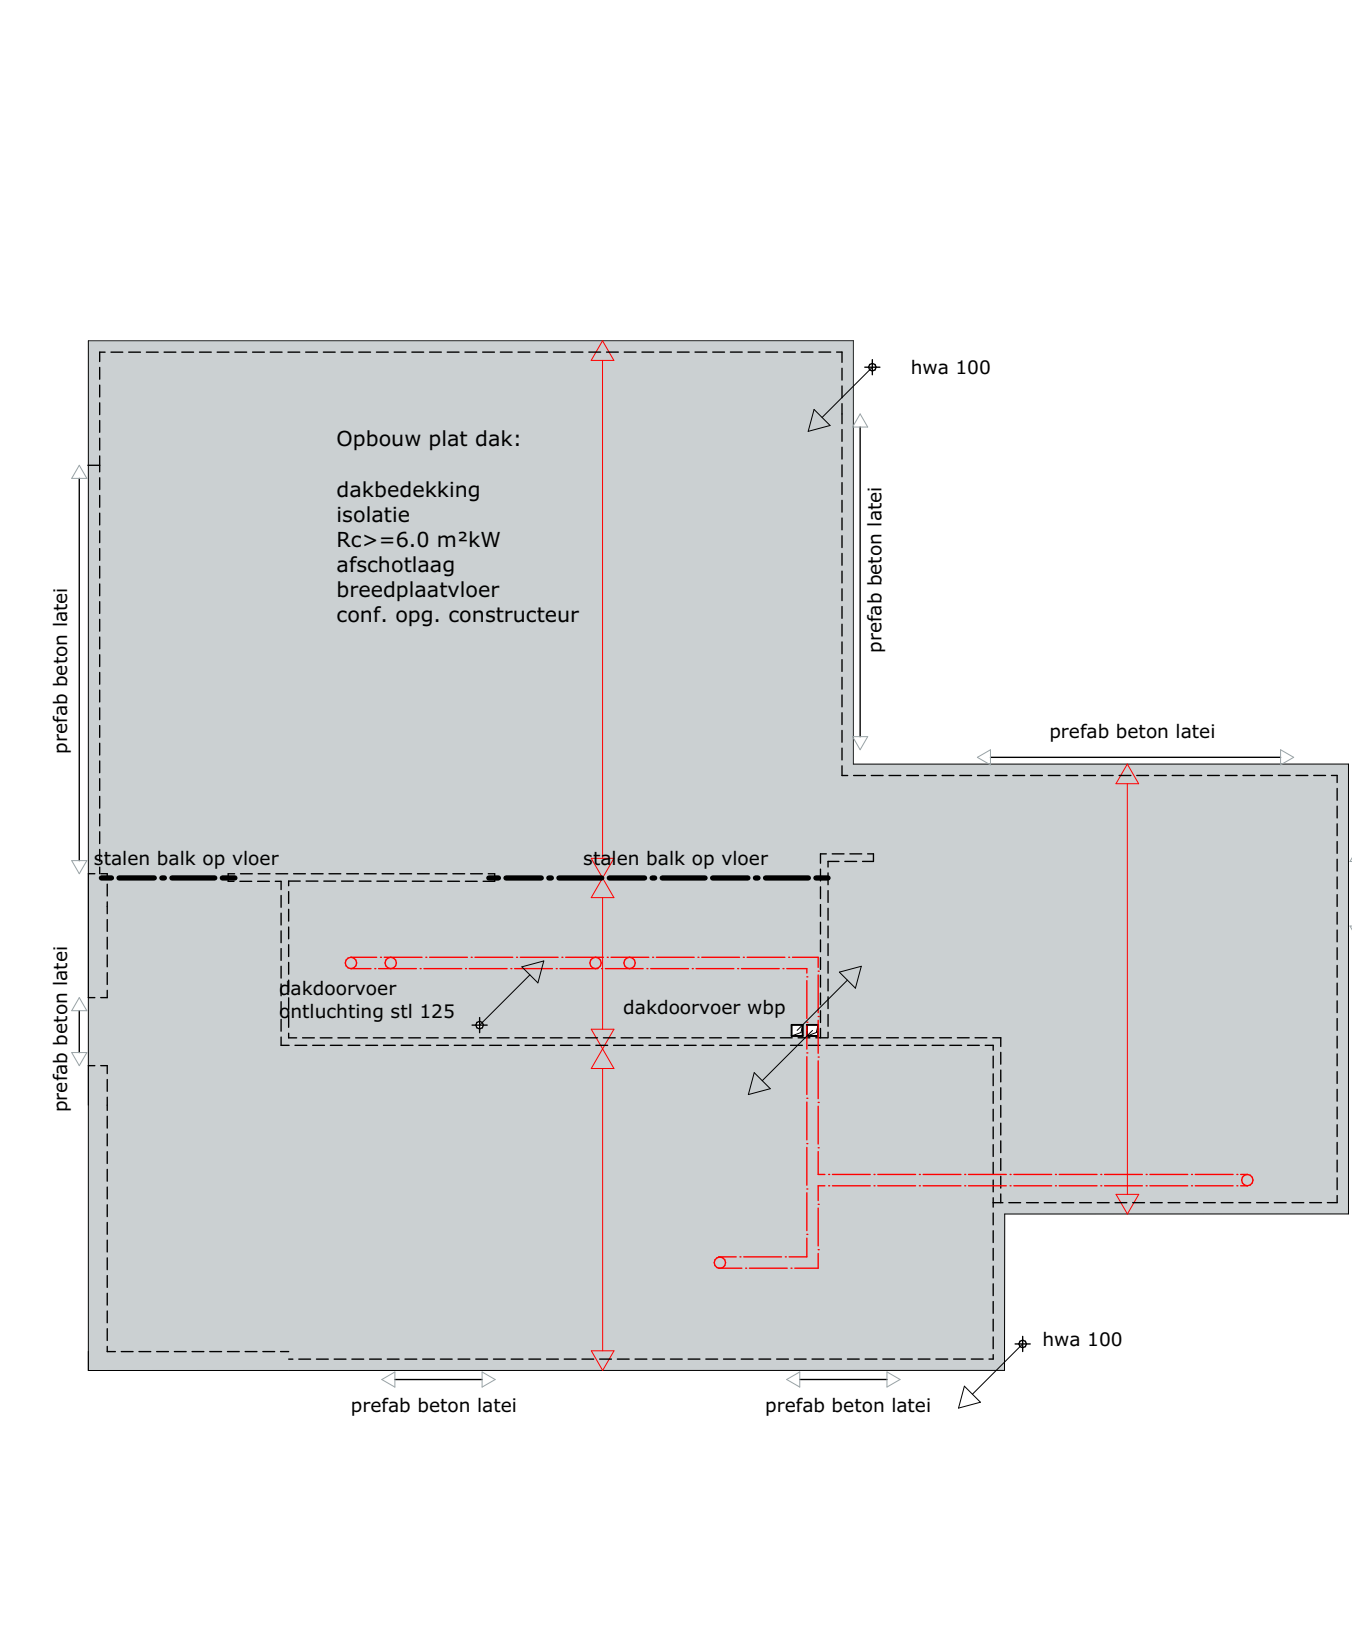 hwa 100
Opbouw plat dak:
dakbedekking
isolatie
Rc>=6.0 m²kW
afschotlaag
breedplaatvloer
conf. opg. constructeur
prefab beton latei
prefab beton latei
prefab beton latei
stalen balk op vloer
stalen balk op vloer
prefab beton latei
dakdoorvoer
ontluchting stl 125
dakdoorvoer wbp
hwa 100
prefab beton latei
prefab beton latei